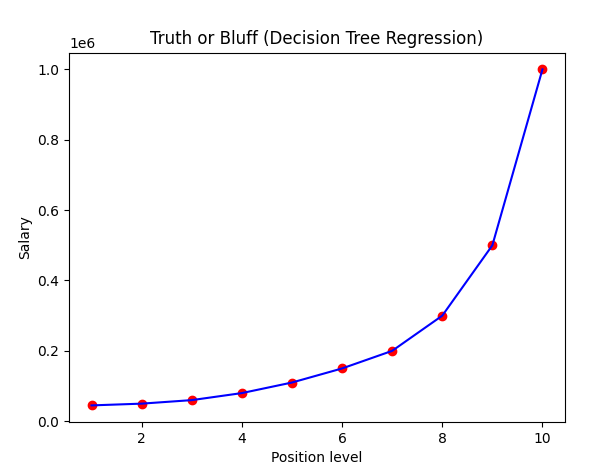 Truth or Bluff (Decision Tree Regression)
1e6
1.0
0.8
0.6
0.4
0.2
0.0
Salary
2 4 6 8 10
Position level